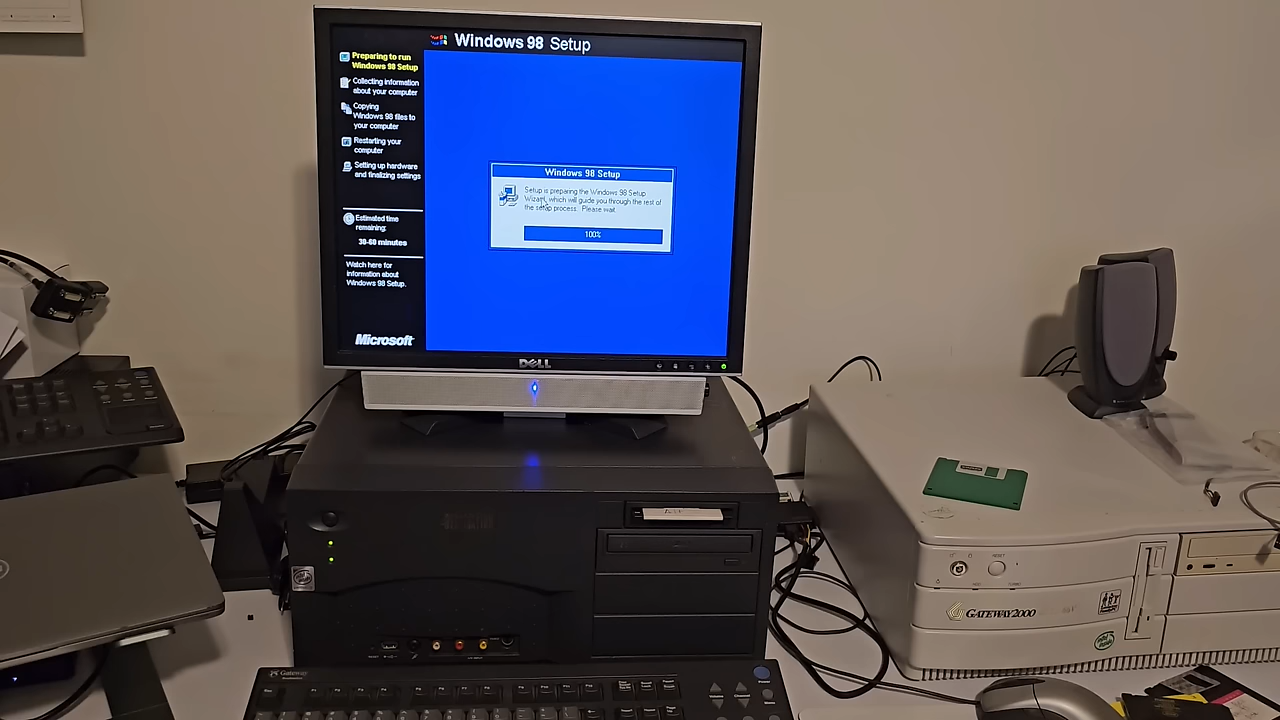 Windows 98 Setup
Preparing to run
Windows 98 Setup
Collecting information
about your computer
Copying
Windows 98 files to
your computer
Restarting your
computer
Setting up hardware
and finalizing settings
Estimated time
remaining:
30-60 minutes
Watch here for
information about
Windows 98 Setup.
Microsoft
Windows 98 Setup
Setup is preparing the Windows 98 Setup
Wizard, which will guide you through the rest of
the setup process. Please wait.
100%
DELL
GATEWAY2000
RESET
Gateway